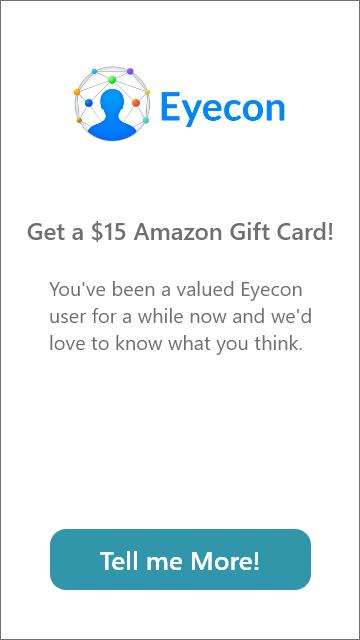 Eyecon
Get a $15 Amazon Gift Card!
You've been a valued Eyecon
user for a while now and we'd
love to know what you think.
Tell me More!